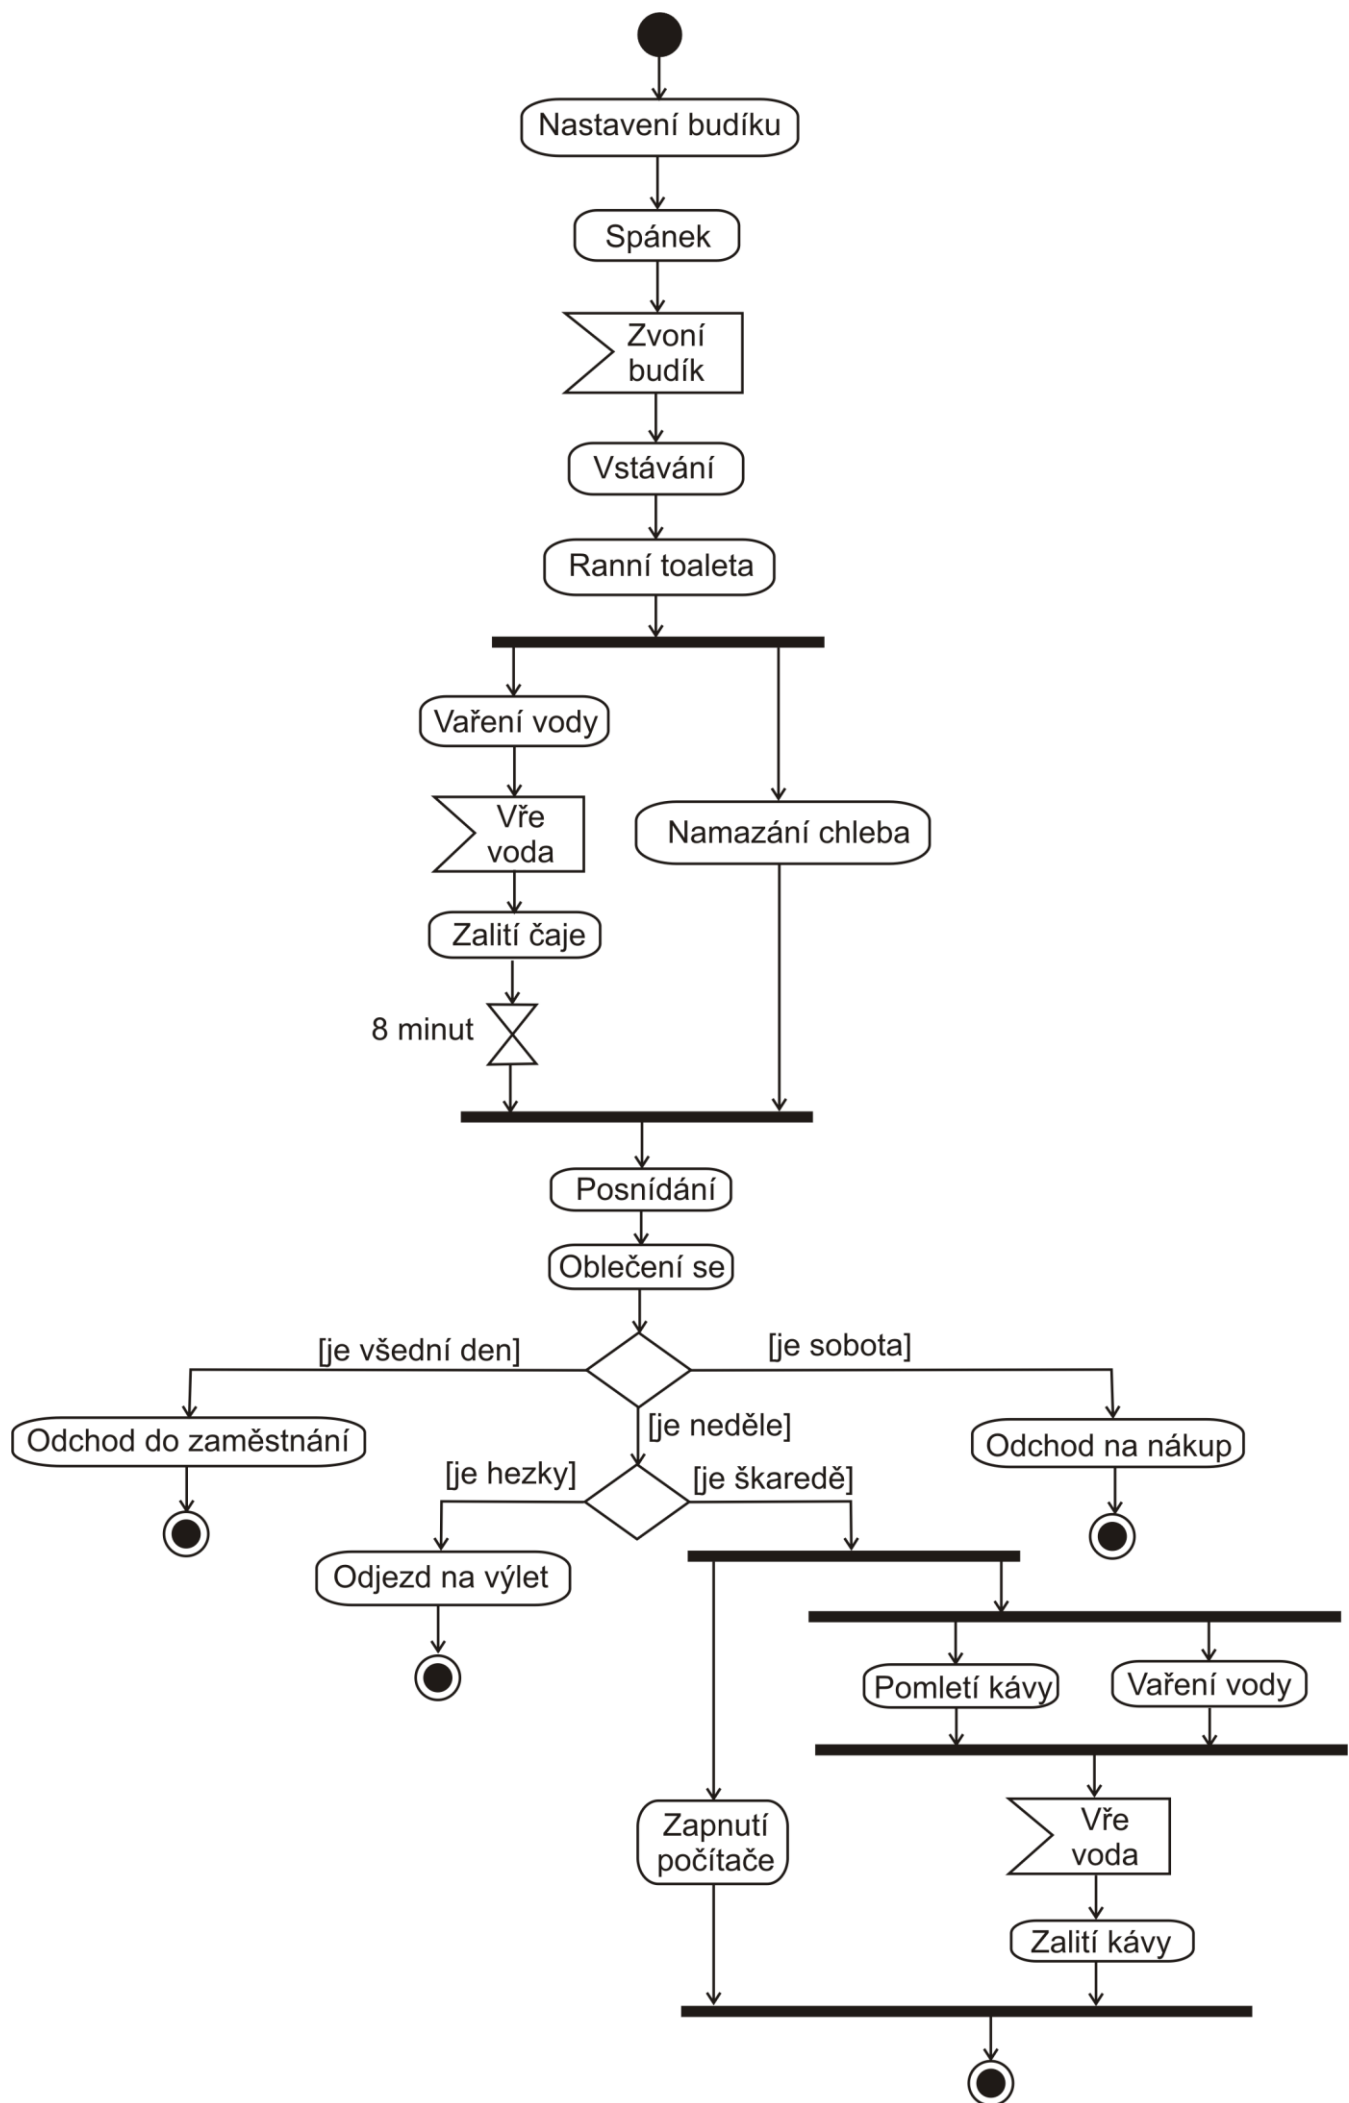 Nastavení budíku
Spánek
Zvoní
budík
Vstávání
Ranní toaleta
Vaření vody
Vře
voda
Namazání chleba
Zalití čaje
8 minut
Posnídání
Oblečení se
[je všední den]
[je sobota]
Odchod do zaměstnání
[je neděle]
Odchod na nákup
[je hezky]
[je škaredě]
Odjezd na výlet
Pomletí kávy
Vaření vody
Zapnutí
počítače
Vře
voda
Zalití kávy